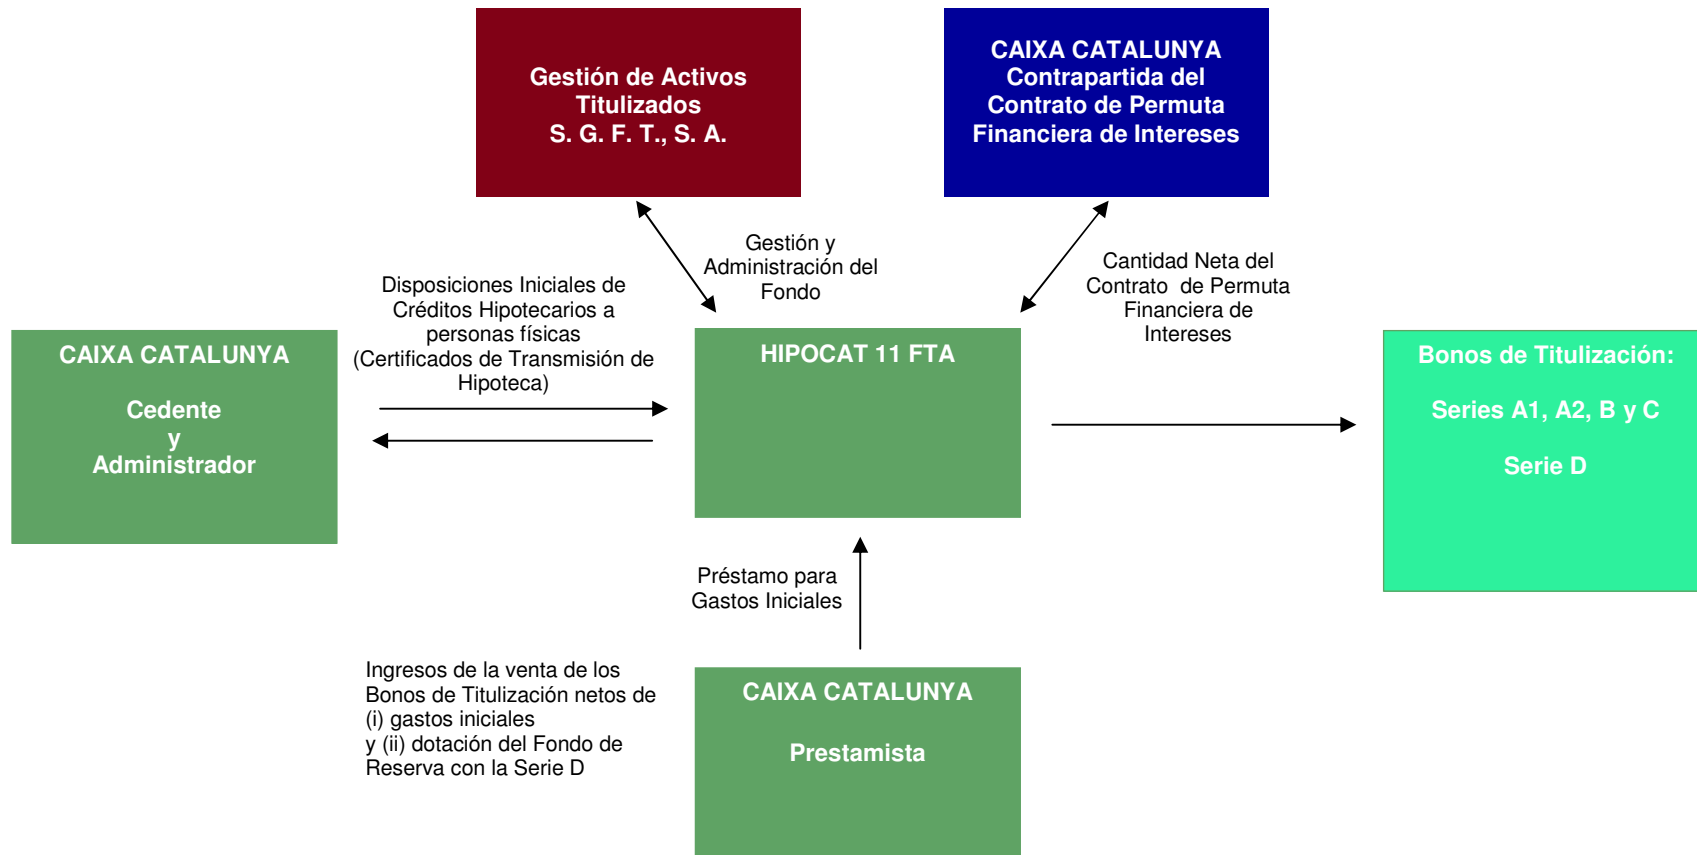 Gestión de Activos
Titulizados
S. G. F. T., S. A.
CAIXA CATALUNYA
Contrapartida del
Contrato de Permuta
Financiera de Intereses
Gestión y
Administración del
Fondo
Cantidad Neta del
Contrato de Permuta
Financiera de
Intereses
Disposiciones Iniciales de
Créditos Hipotecarios a
personas físicas
(Certificados de Transmisión de
Hipoteca)
CAIXA CATALUNYA
Cedente
y
Administrador
HIPOCAT 11 FTA
Bonos de Titulización:
Series A1, A2, B y C
Serie D
Préstamo para
Gastos Iniciales
Ingresos de la venta de los
Bonos de Titulización netos de
(i) gastos iniciales
y (ii) dotación del Fondo de
Reserva con la Serie D
CAIXA CATALUNYA
Prestamista